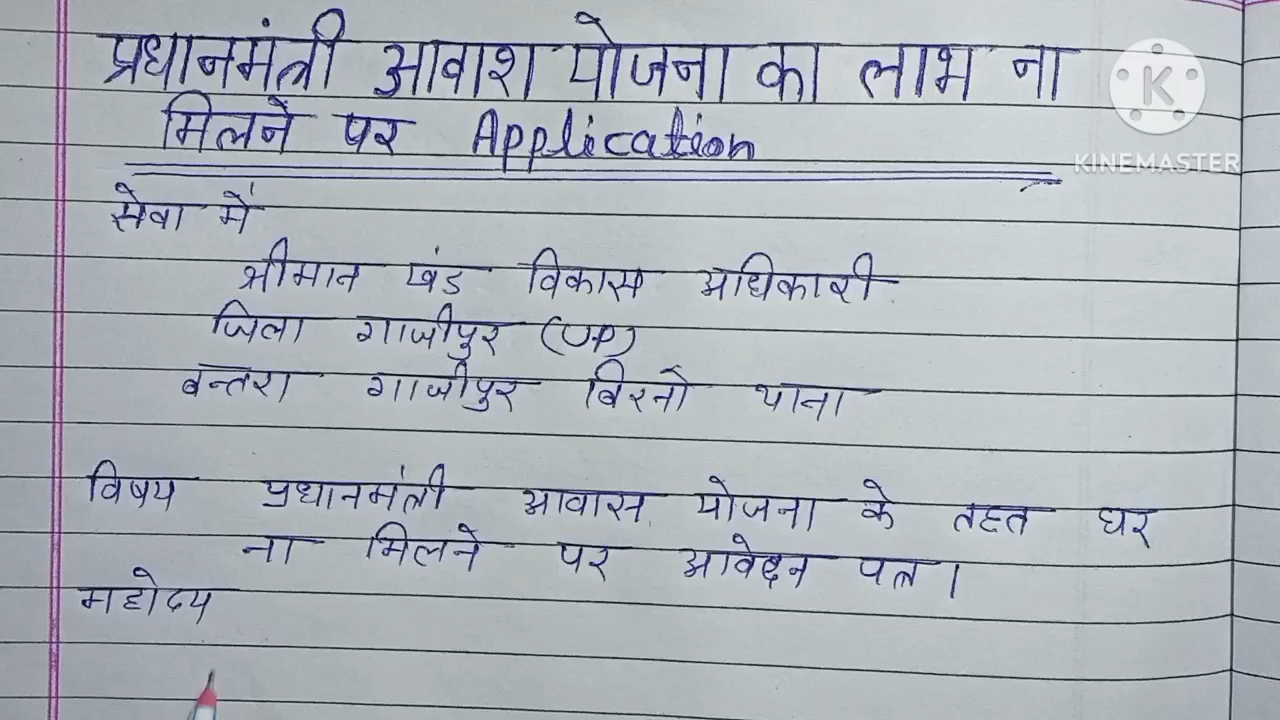 प्रधानमंत्री आवाश योजना का लाभ ना
मिलने पर Application
K
KINEMASTER
सेवा में
श्रीमान खंड विकास अधिकारी
जिला गाजीपुर (U.P)
बन्तरा गाजीपुर बिरनो थाना
विषय प्रधानमंत्री आवास योजना के तहत घर
ना मिलने पर आवेदन पत्र।
महोदय